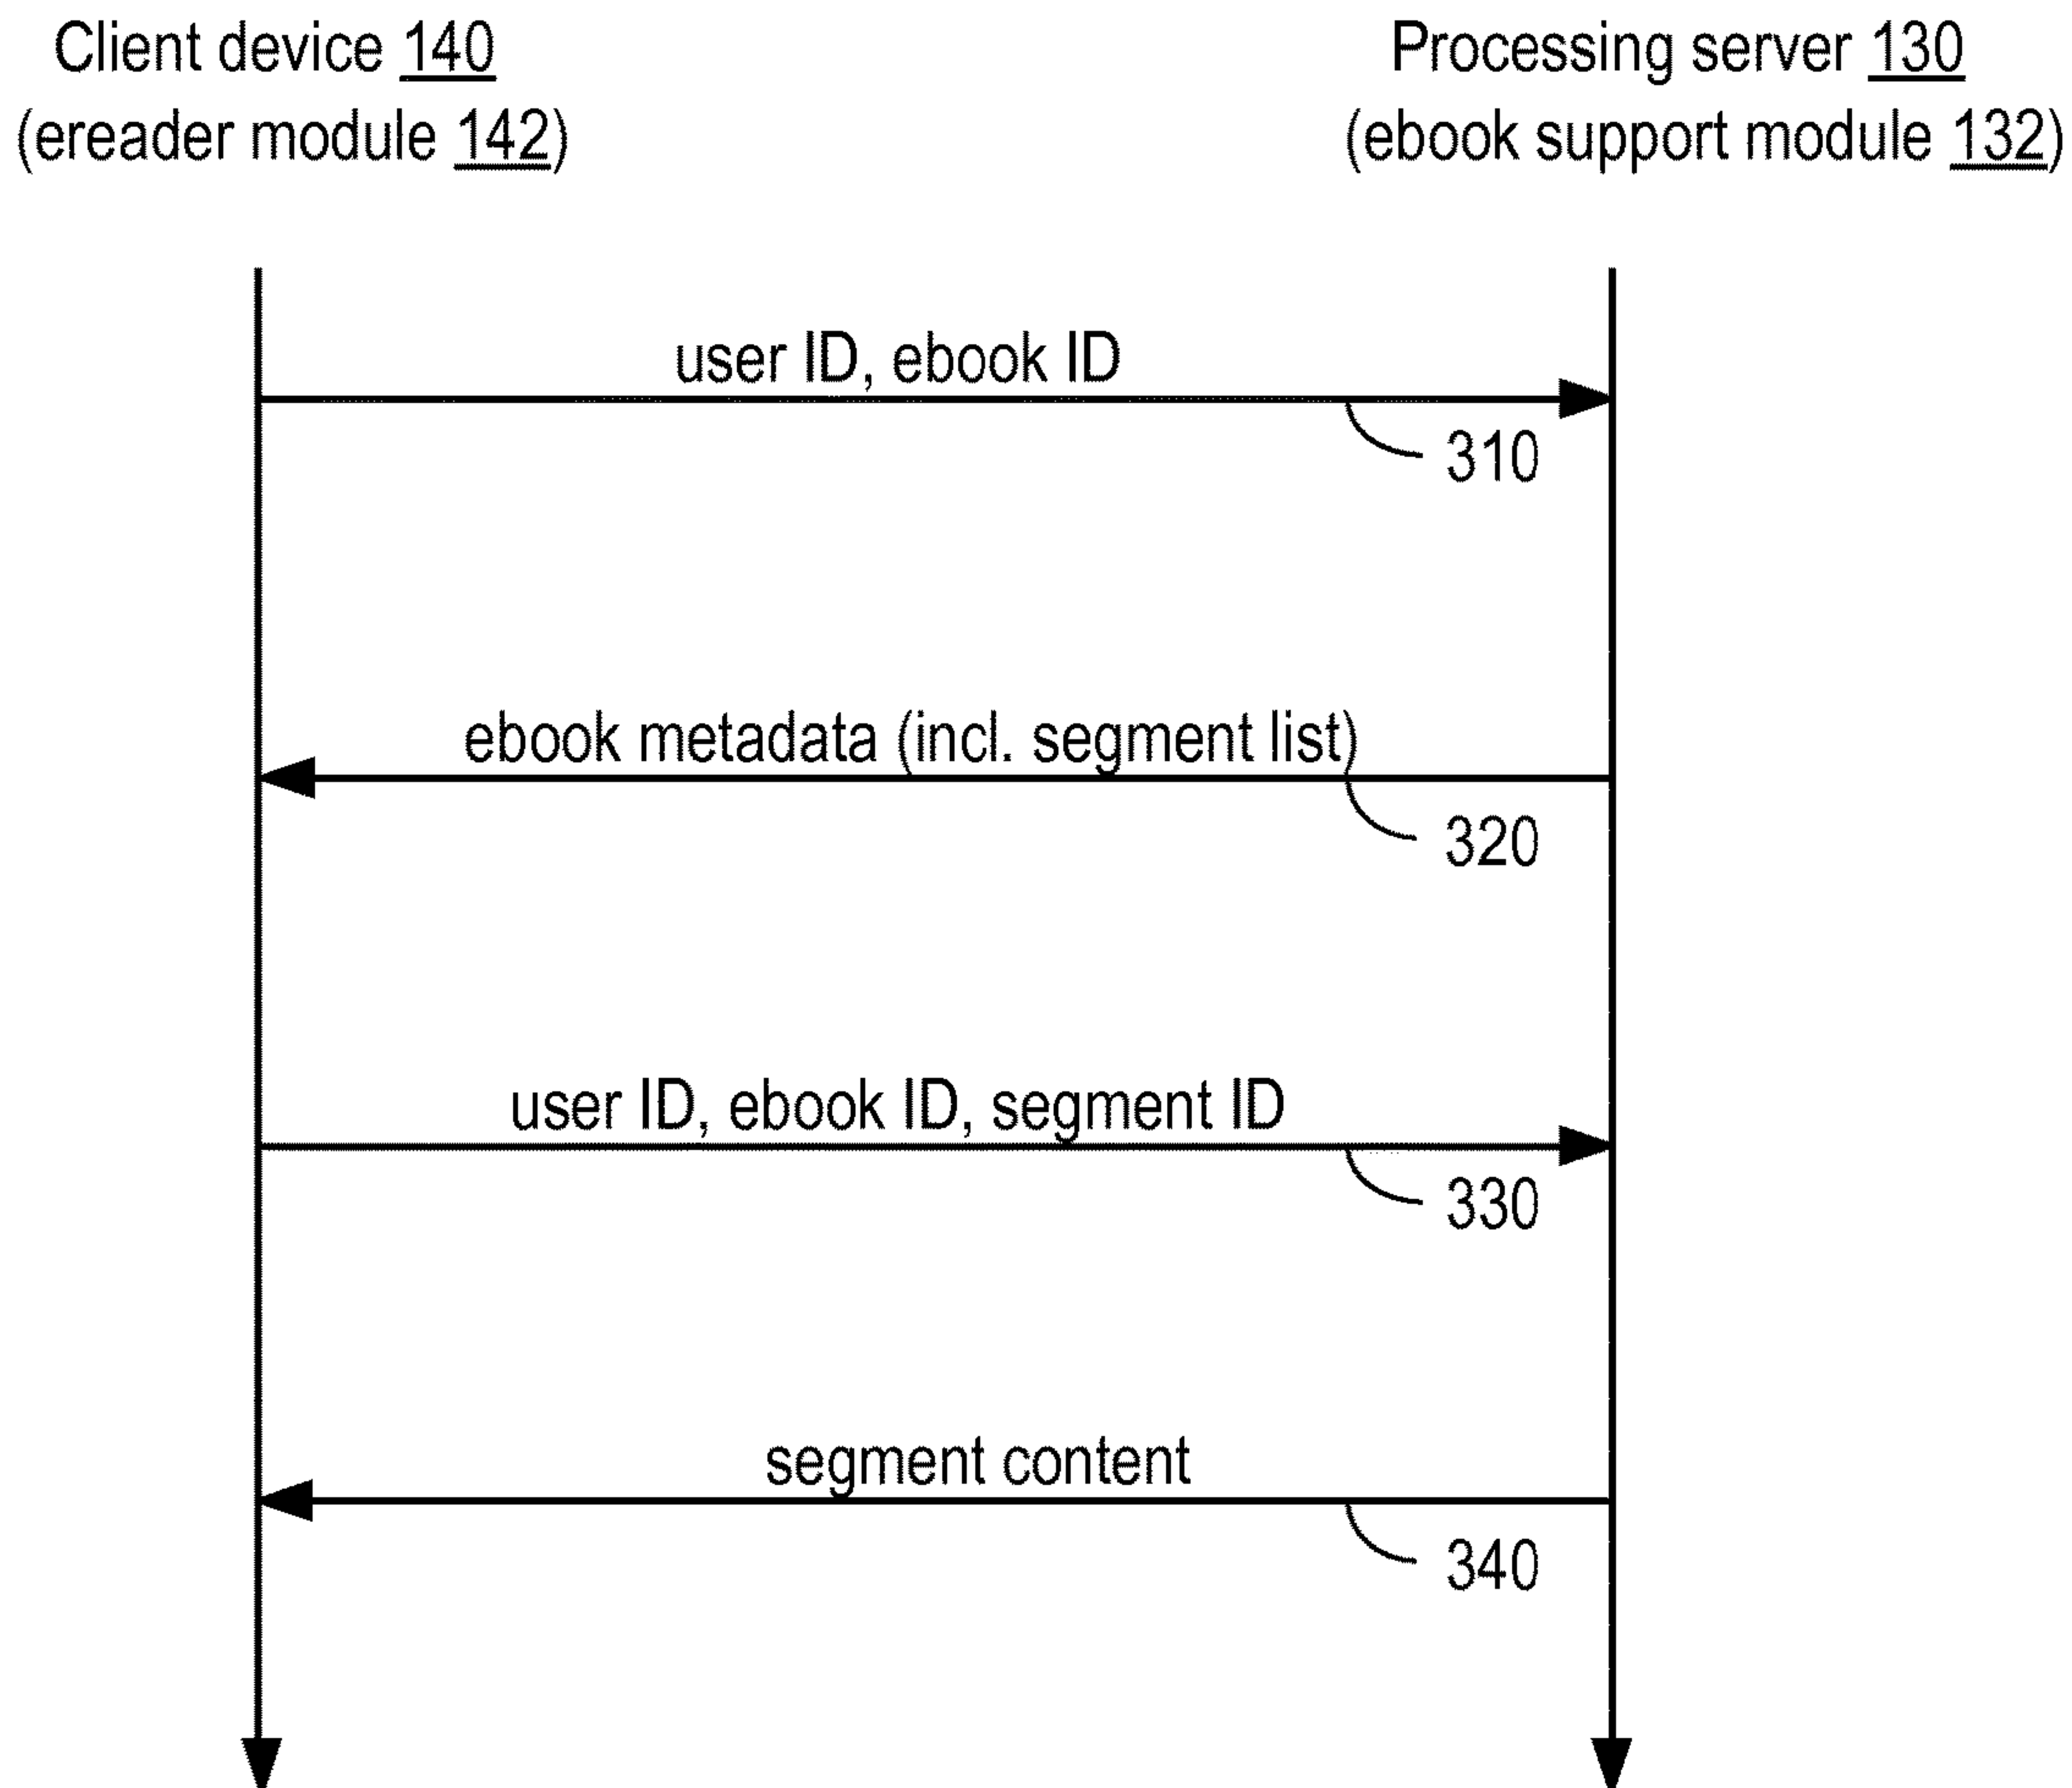 Client device 140
(ereader module 142)
Processing server 130
(ebook support module 132)
user ID, ebook ID
310
ebook metadata (incl. segment list)
320
user ID, ebook ID, segment ID
330
segment content
340